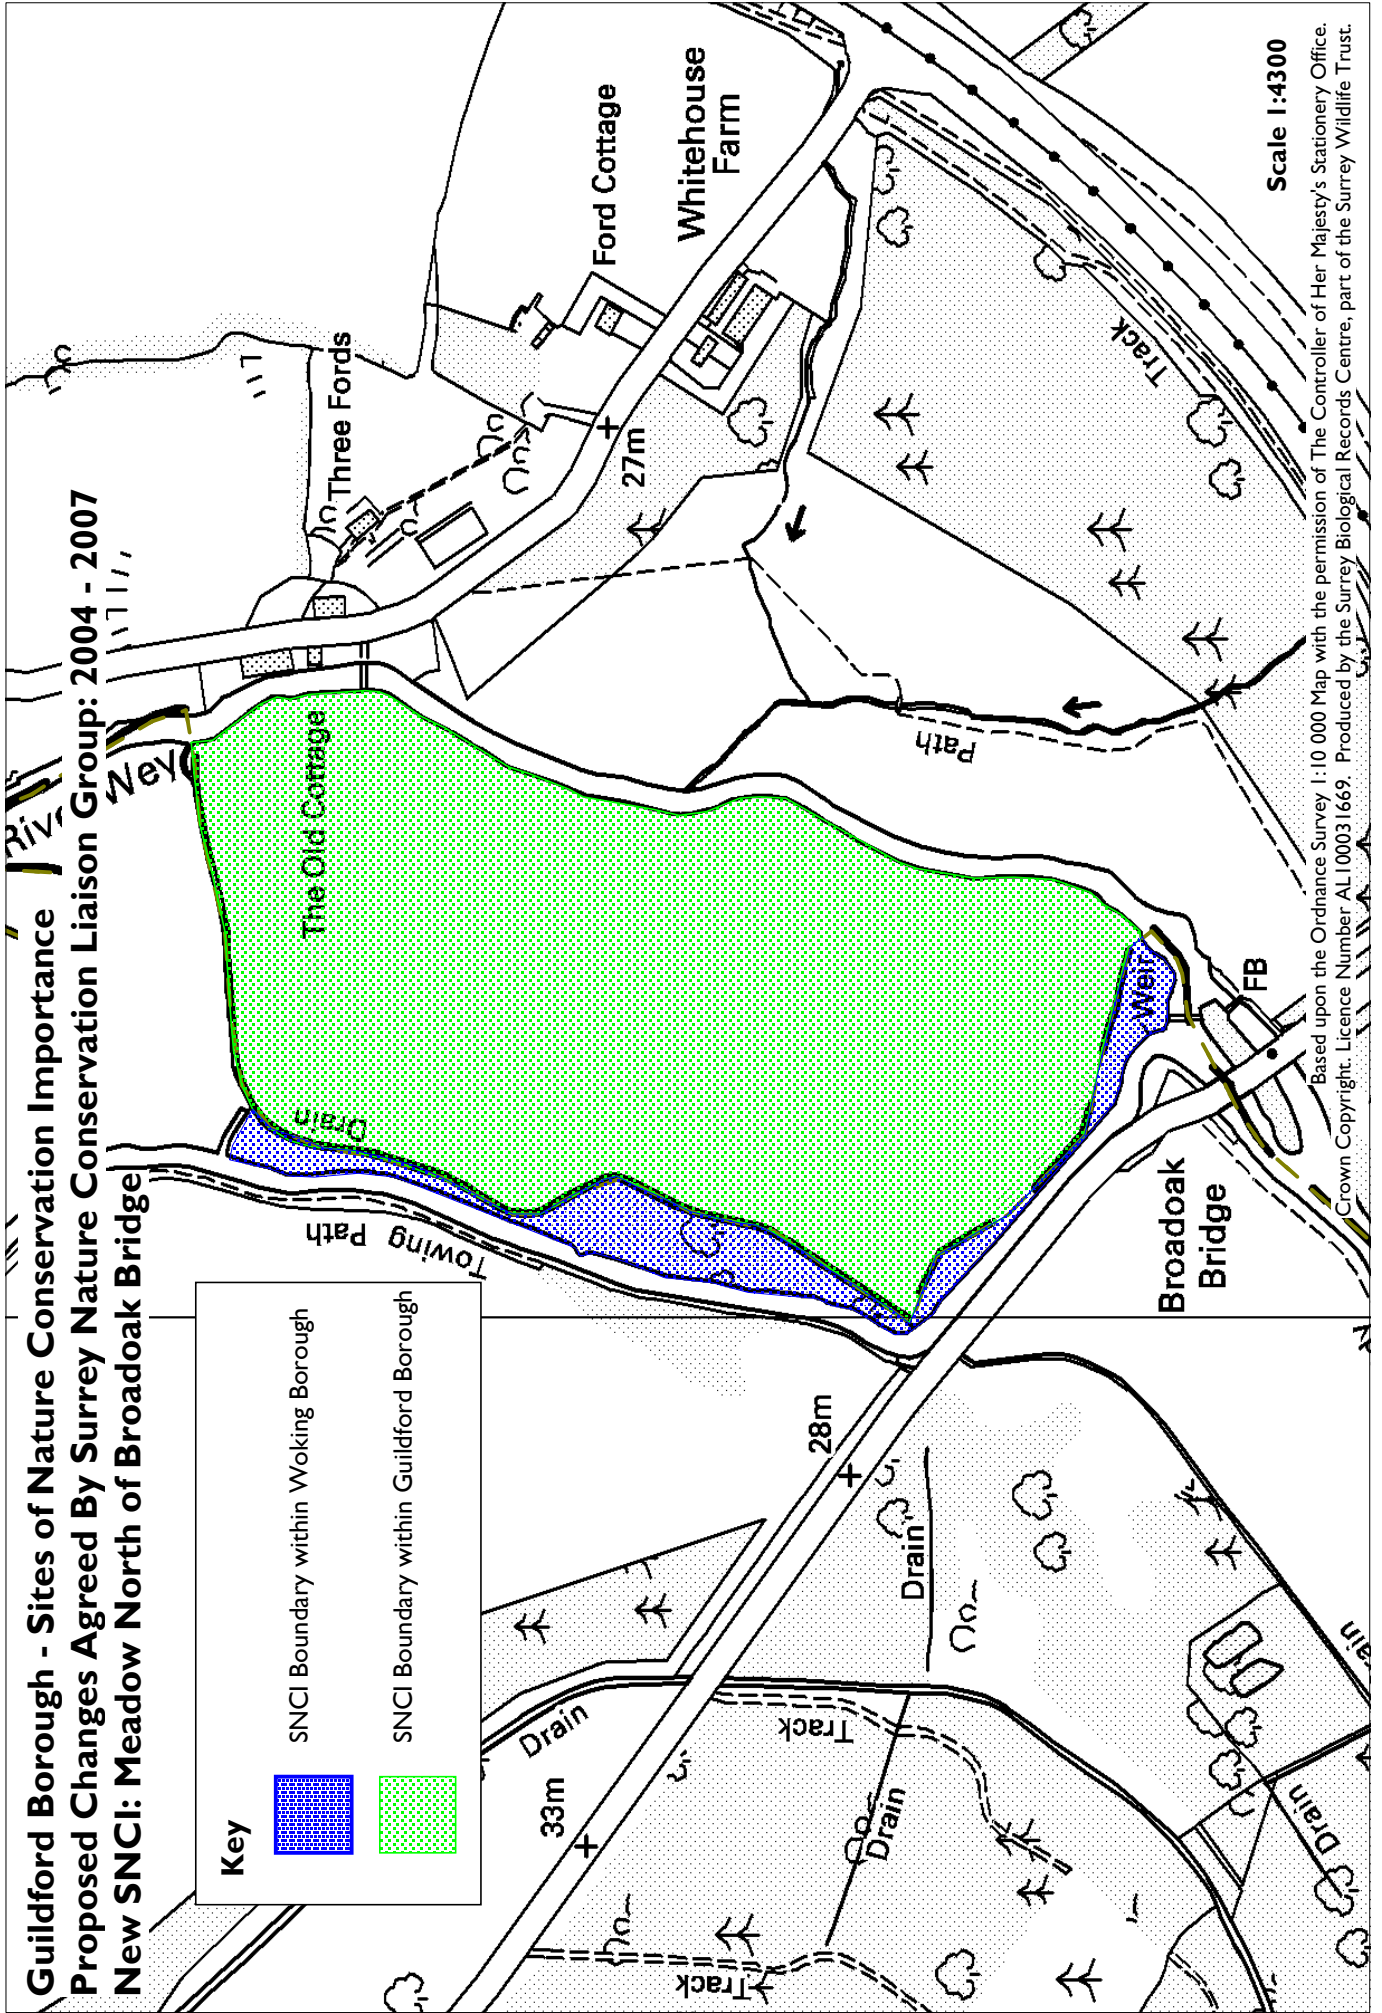 Guildford Borough - Sites of Nature Conservation Importance
Proposed Changes Agreed By Surrey Nature Conservation Liaison Group: 2004 - 2007
New SNCI: Meadow North of Broadoak Bridge
Key
SNCI Boundary within Woking Borough
SNCI Boundary within Guildford Borough
River Wey
Three Fords
Ford Cottage
Whitehouse
Farm
The Old Cottage
27m
Drain
Towing Path
Path
Track
Weir
FB
Broadoak
Bridge
28m
33m
Drain
Drain
Track
Drain
Track
Drain
ain
Scale 1:4300
Based upon the Ordnance Survey 1:10 000 Map with the permission of The Controller of Her Majesty's Stationery Office.
Crown Copyright. Licence Number AL100031669. Produced by the Surrey Biological Records Centre, part of the Surrey Wildlife Trust.